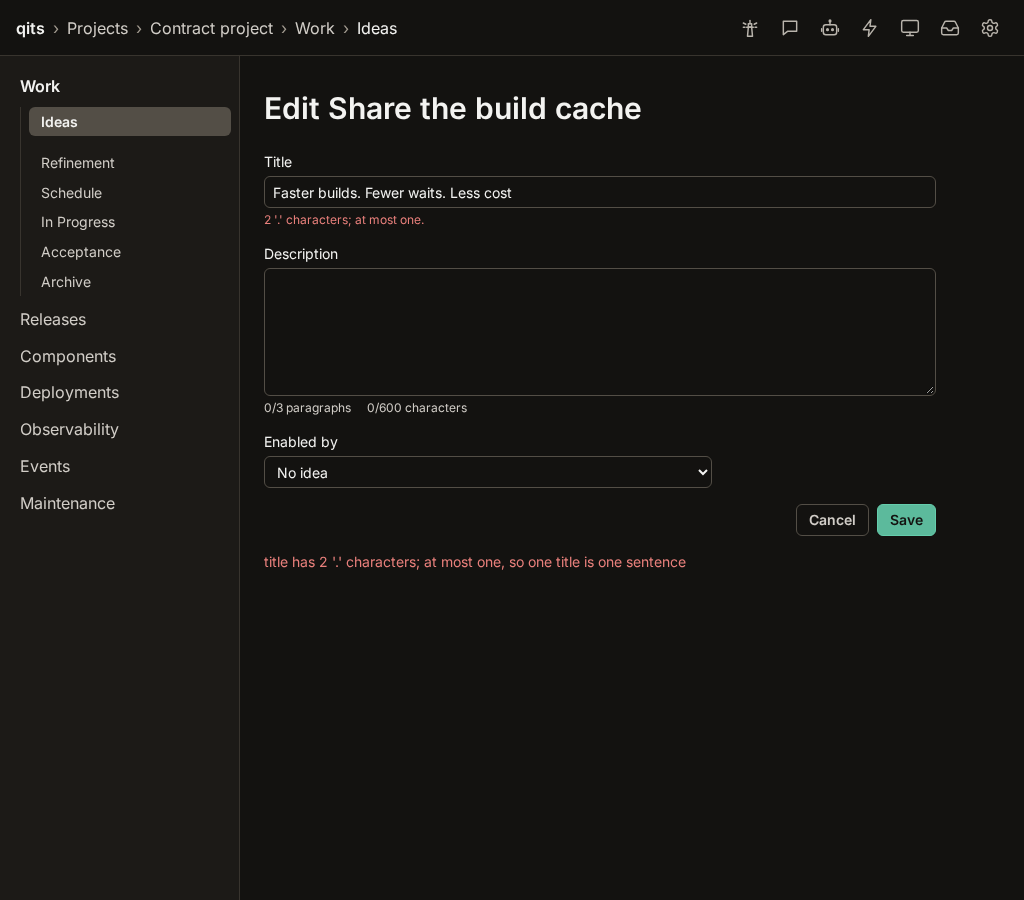 qits › Projects › Contract project › Work › Ideas
Work
Ideas
Refinement
Schedule
In Progress
Acceptance
Archive
Releases
Components
Deployments
Observability
Events
Maintenance
Edit Share the build cache
Title
Faster builds. Fewer waits. Less cost
2 '.' characters; at most one.
Description
0/3 paragraphs 0/600 characters
Enabled by
No idea
Cancel Save
title has 2 '.' characters; at most one, so one title is one sentence